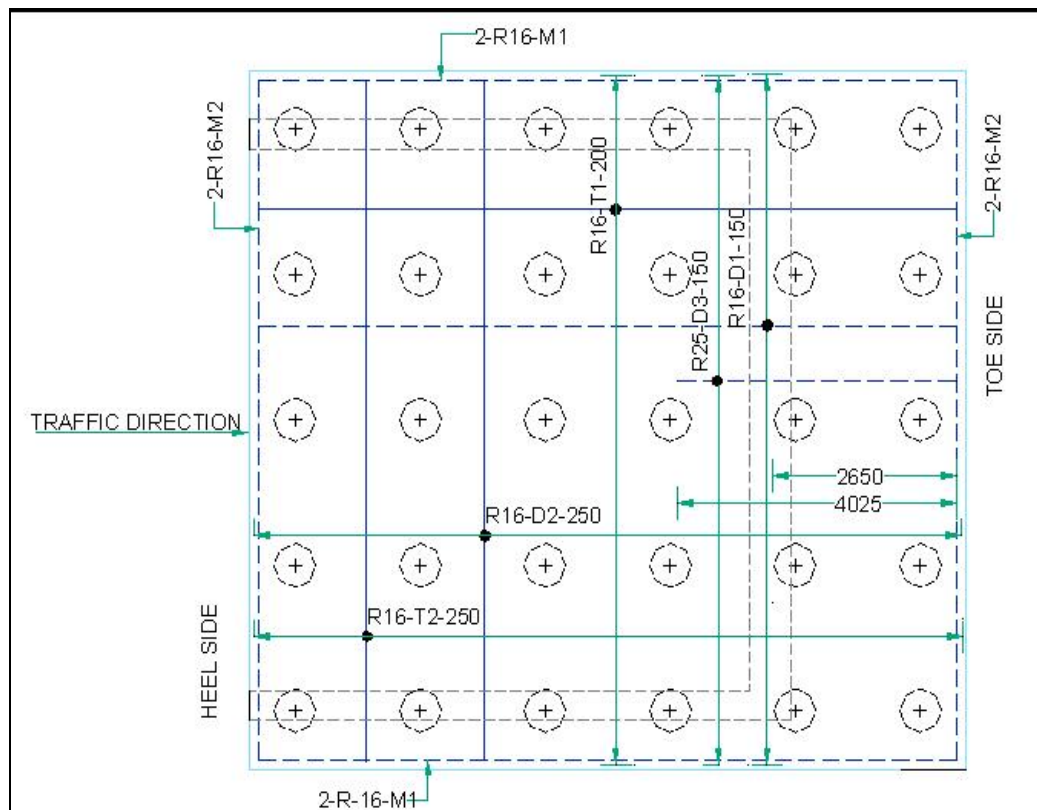 2-R16-M1
2-R16-M2
2-R16-M2
R16-T1-200
R16-D1-150
R25-D3-150
TOE SIDE
TRAFFIC DIRECTION
2650
4025
R16-D2-250
R16-T2-250
HEEL SIDE
2-R-16-M1